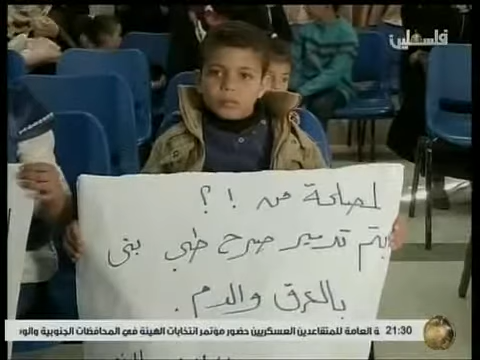 فلسطين
لمصلحة من ! ؟
يتم تدمير صرح طبي بني
بالعرق والدم .
ة العامة للمتقاعدين العسكريين حضور مؤتمر انتخابات الهيئة في المحافظات الجنوبية والو
21:30